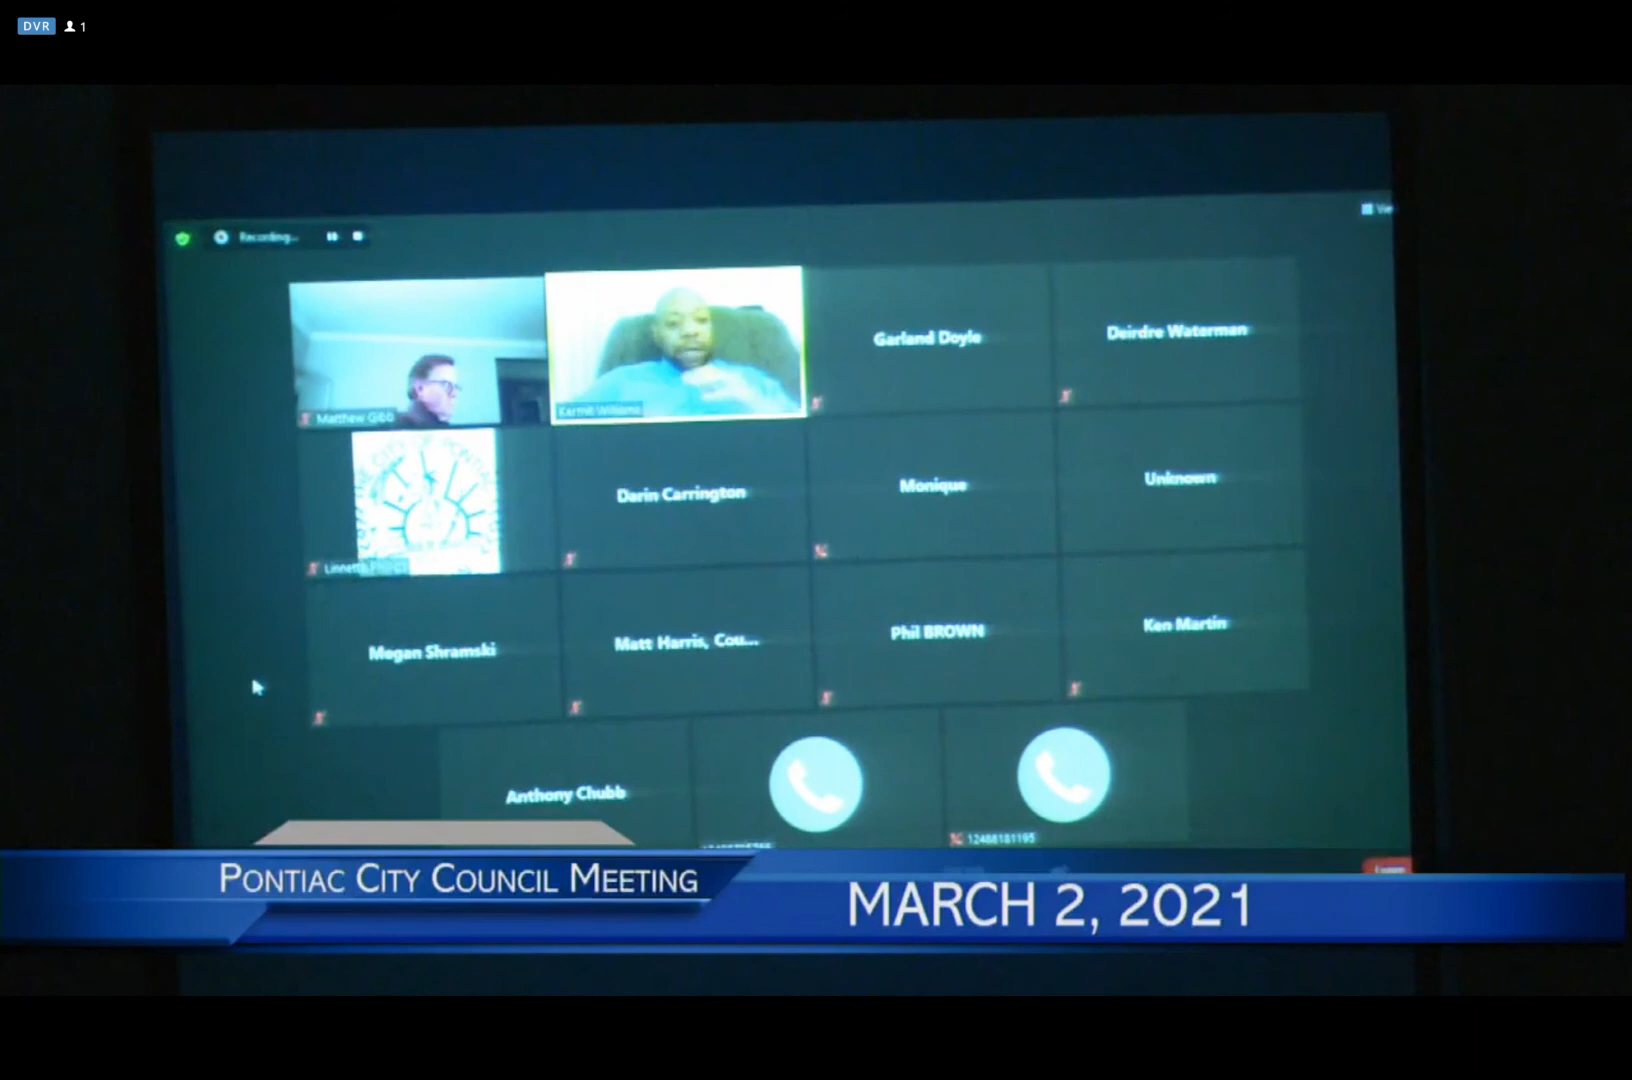 DVR 1
Recording...
Matthew Gibb
Kermit Williams
Garland Doyle
Deirdre Waterman
Linnette
Darin Carrington
Monique
Unknown
Megan Shramski
Matt Harris, Cou...
Phil BROWN
Ken Martin
Anthony Chubb
12488181195
PONTIAC CITY COUNCIL MEETING
MARCH 2, 2021